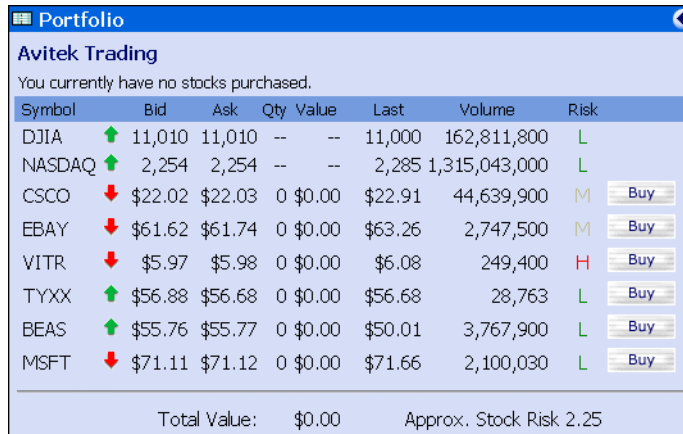 Portfolio
Avitek Trading
You currently have no stocks purchased.
Symbol Bid Ask Qty Value Last Volume Risk
DJIA 11,010 11,010 -- -- 11,000 162,811,800 L
NASDAQ 2,254 2,254 -- -- 2,285 1,315,043,000 L
CSCO $22.02 $22.03 0 $0.00 $22.91 44,639,900 M Buy
EBAY $61.62 $61.74 0 $0.00 $63.26 2,747,500 M Buy
VITR $5.97 $5.98 0 $0.00 $6.08 249,400 H Buy
TYXX $56.88 $56.68 0 $0.00 $56.68 28,763 L Buy
BEAS $55.76 $55.77 0 $0.00 $50.01 3,767,900 L Buy
MSFT $71.11 $71.12 0 $0.00 $71.66 2,100,030 L Buy
Total Value: $0.00 Approx. Stock Risk 2.25